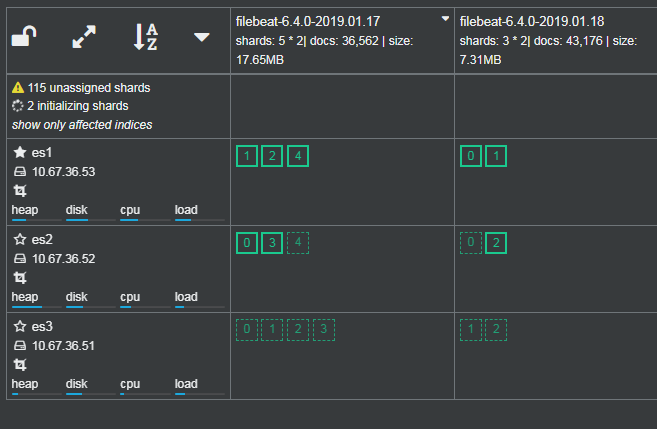 A
Z
filebeat-6.4.0-2019.01.17
shards: 5 * 2| docs: 36,562 | size:
17.65MB
filebeat-6.4.0-2019.01.18
shards: 3 * 2| docs: 43,176 | size:
7.31MB
115 unassigned shards
2 initializing shards
show only affected indices
es1
10.67.36.53
heap disk cpu load
1 2 4
0 1
es2
10.67.36.52
heap disk cpu load
0 3 4
0 2
es3
10.67.36.51
heap disk cpu load
0 1 2 3
1 2